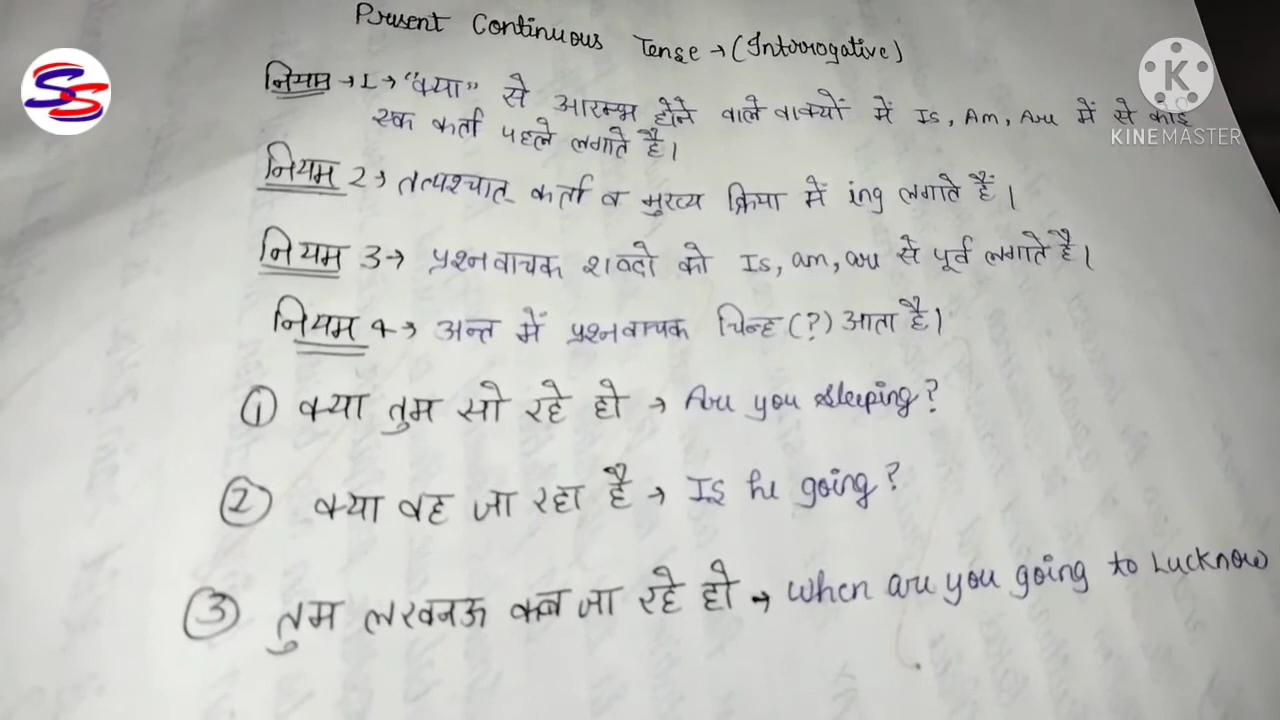 Present Continuous Tense → (Interrogative)
नियम → 1 → "क्या" से आरम्भ होने वाले वाक्यों में Is, Am, Are में से कोई
एक कर्ता पहले लगाते है।
नियम 2 → तत्पश्चात् कर्ता व मुख्य क्रिया में ing लगाते हैं।
नियम 3 → प्रश्नवाचक शब्दो को Is, am, are से पूर्व लगाते है।
नियम 4 → अन्त में प्रश्नवाचक चिन्ह (?) आता है।
① क्या तुम सो रहे हो → Are you sleeping?
② क्या वह जा रहा है → Is he going?
③ तुम लखनऊ कब जा रहे हो → When are you going to Lucknow
SS
K
KINEMASTER